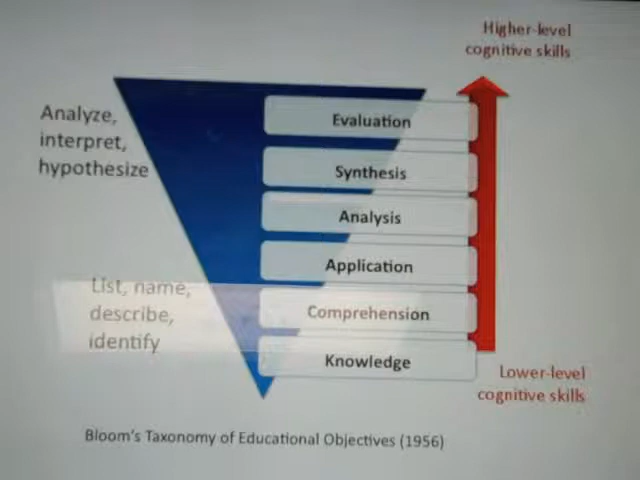 Higher-level
cognitive skills
Analyze,
interpret,
hypothesize
Evaluation
Synthesis
Analysis
Application
List, name,
describe,
identify
Comprehension
Knowledge
Lower-level
cognitive skills
Bloom's Taxonomy of Educational Objectives (1956)